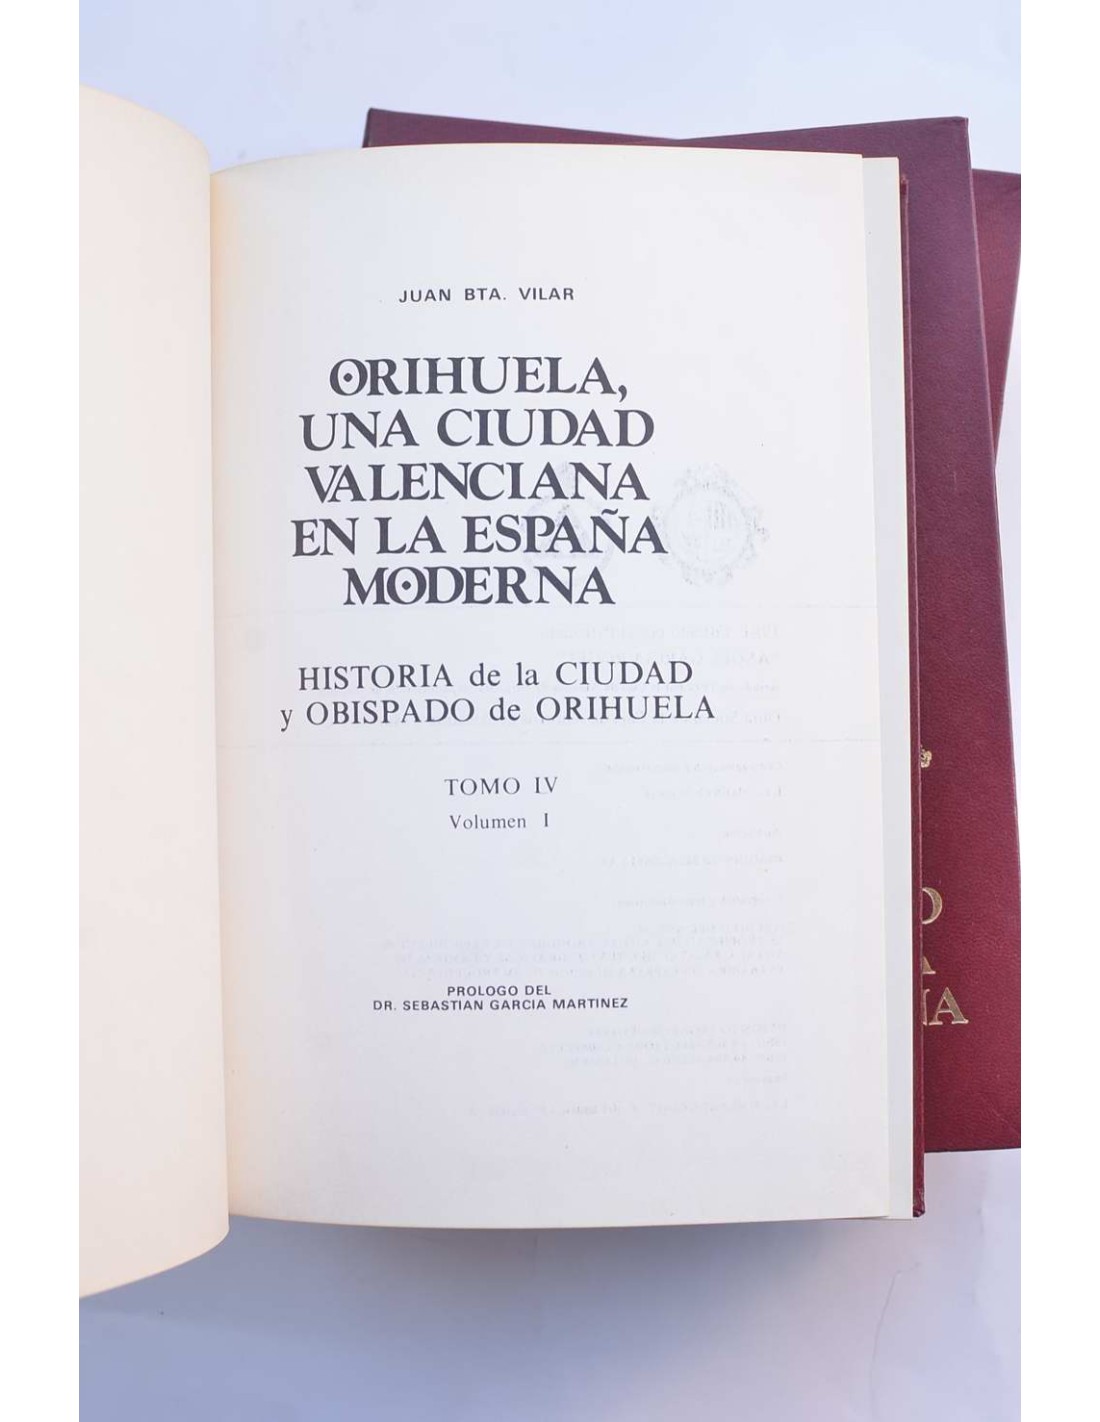 JUAN BTA. VILAR
ORIHUELA,
UNA CIUDAD
VALENCIANA
EN LA ESPAÑA
MODERNA
HISTORIA de la CIUDAD
y OBISPADO de ORIHUELA
TOMO IV
Volumen I
PROLOGO DEL
DR. SEBASTIAN GARCIA MARTINEZ